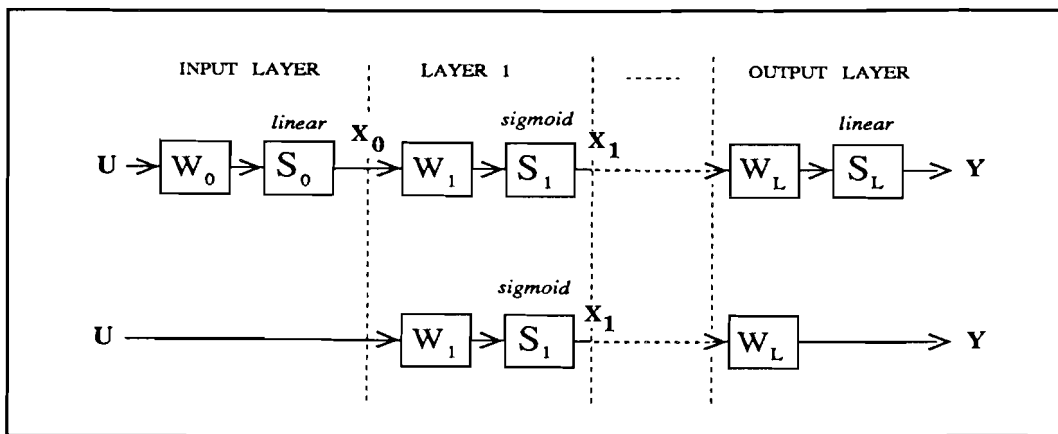 INPUT LAYER LAYER 1 ........ OUTPUT LAYER
linear sigmoid linear
U W0 S0 X0 W1 S1 X1 WL SL Y
sigmoid
U W1 S1 X1 WL Y